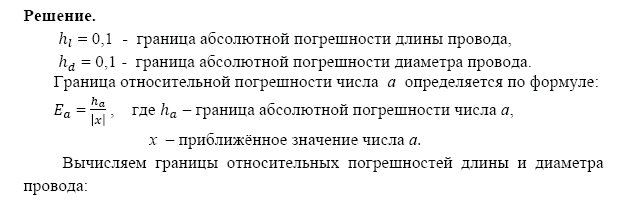 Решение.
h_l = 0,1 - граница абсолютной погрешности длины провода,
h_d = 0,1 - граница абсолютной погрешности диаметра провода.
Граница относительной погрешности числа a определяется по формуле:
E_a = h_a/|x| , где h_a – граница абсолютной погрешности числа a,
x – приближённое значение числа a.
Вычисляем границы относительных погрешностей длины и диаметра
провода: